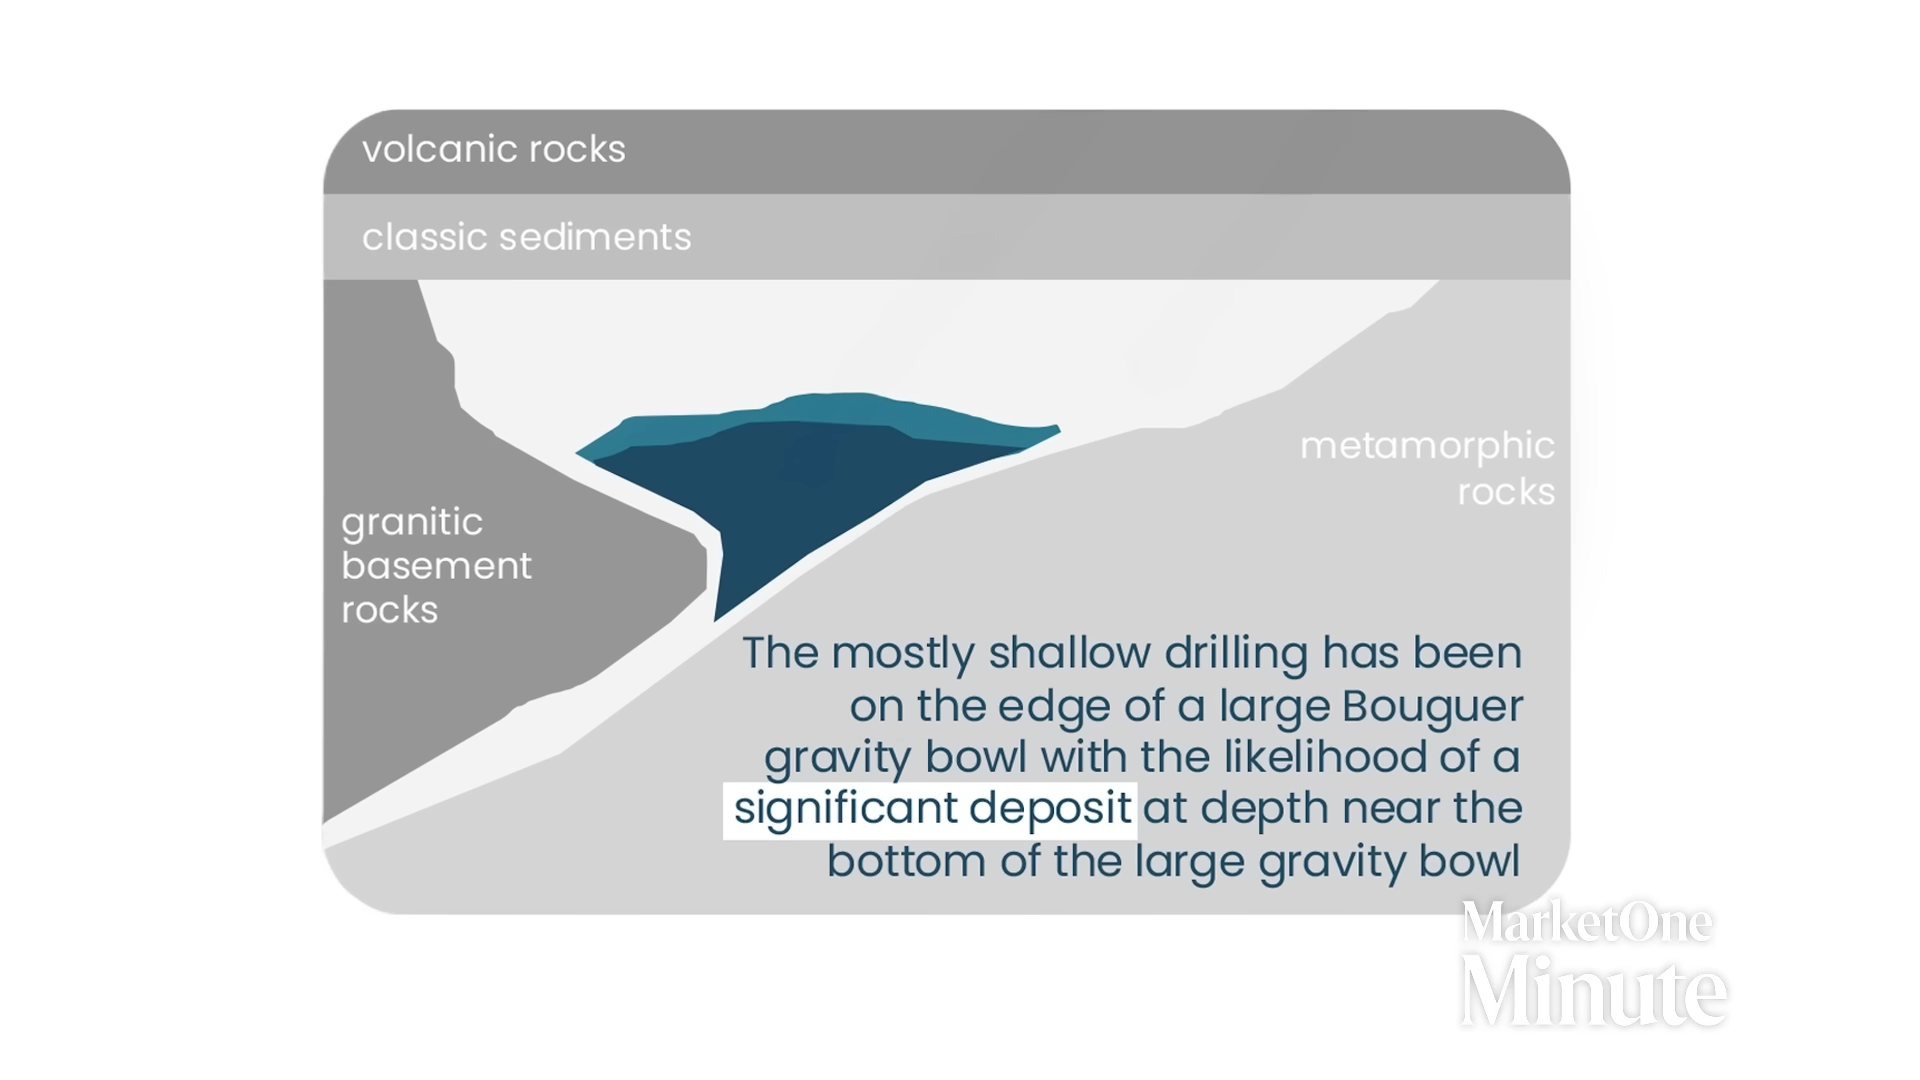 volcanic rocks
classic sediments
metamorphic
rocks
granitic
basement
rocks
The mostly shallow drilling has been
on the edge of a large Bouguer
gravity bowl with the likelihood of a
significant deposit at depth near the
bottom of the large gravity bowl
MarketOne
Minute